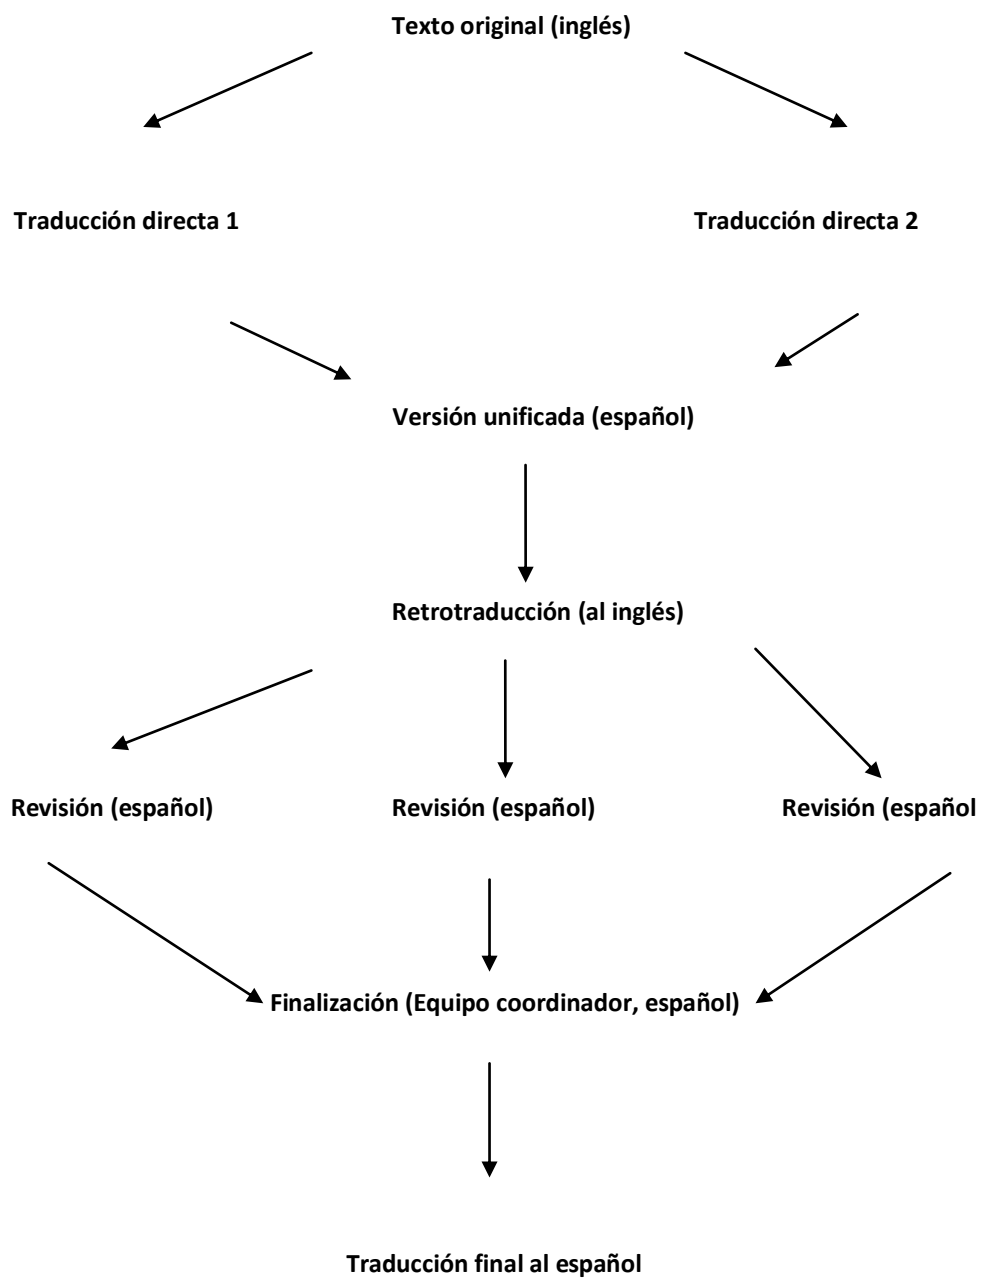 Texto original (inglés)
Traducción directa 1
Traducción directa 2
Versión unificada (español)
Retrotraducción (al inglés)
Revisión (español)
Revisión (español)
Revisión (español
Finalización (Equipo coordinador, español)
Traducción final al español